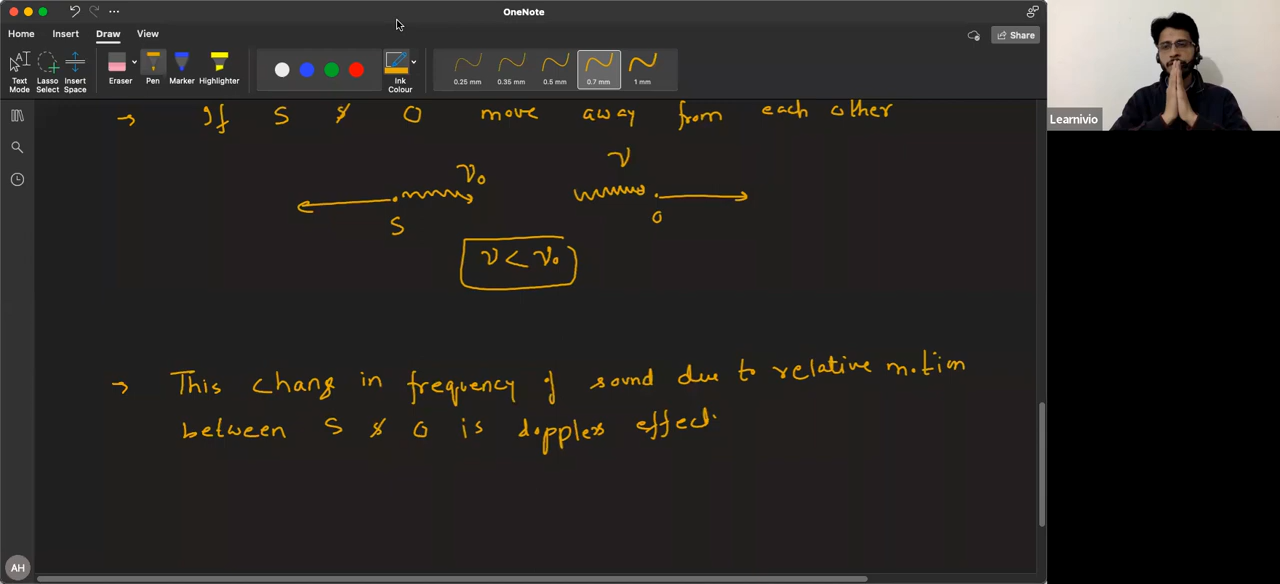 OneNote
Home Insert Draw View
Share
Text Mode
Lasso Select
Insert Space
Eraser
Pen
Marker
Highlighter
Ink Colour
0.25 mm
0.35 mm
0.5 mm
0.7 mm
1 mm
Learnivio
→ If S & O move away from each other
ν₀ ν
S O
ν < ν₀
→ This chang in frequency of sound due to relative motion
between S & O is dopplers effect.
AH